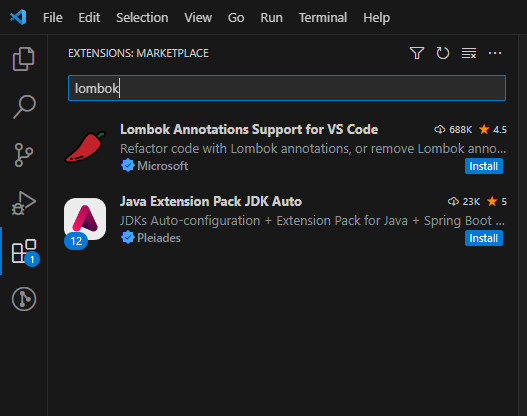 File Edit Selection View Go Run Terminal Help
EXTENSIONS: MARKETPLACE
lombok
Lombok Annotations Support for VS Code 688K 4.5
Refactor code with Lombok annotations, or remove Lombok anno...
Microsoft Install
Java Extension Pack JDK Auto 23K 5
JDKs Auto-configuration + Extension Pack for Java + Spring Boot ...
12 Pleiades Install
1